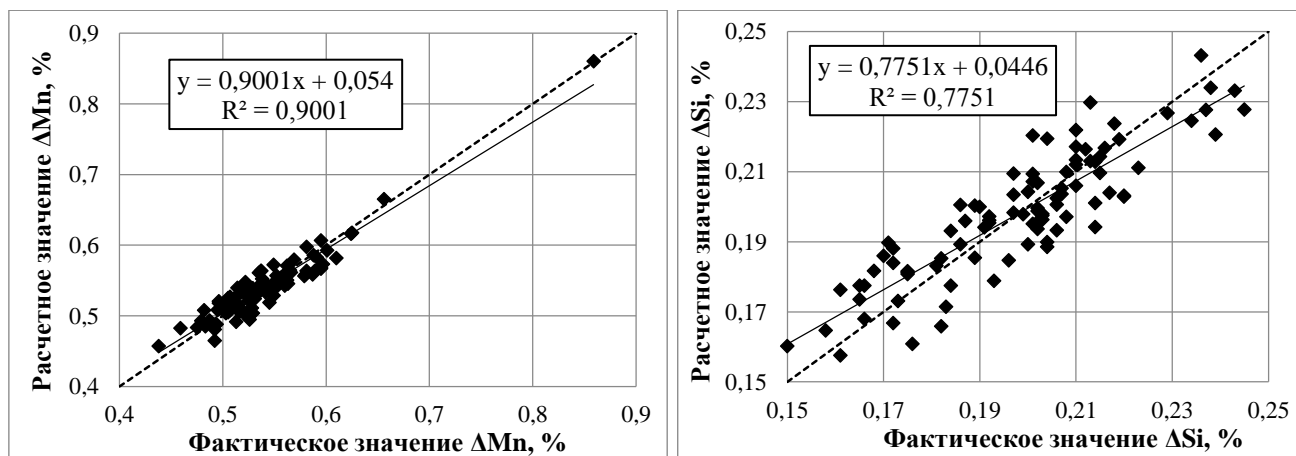 Расчетное значение ΔMn, %
0,9
0,8
0,7
0,6
0,5
0,4
y = 0,9001x + 0,054
R² = 0,9001
0,4 0,5 0,6 0,7 0,8 0,9
Фактическое значение ΔMn, %
Расчетное значение ΔSi, %
0,25
0,23
0,21
0,19
0,17
0,15
y = 0,7751x + 0,0446
R² = 0,7751
0,15 0,17 0,19 0,21 0,23 0,25
Фактическое значение ΔSi, %